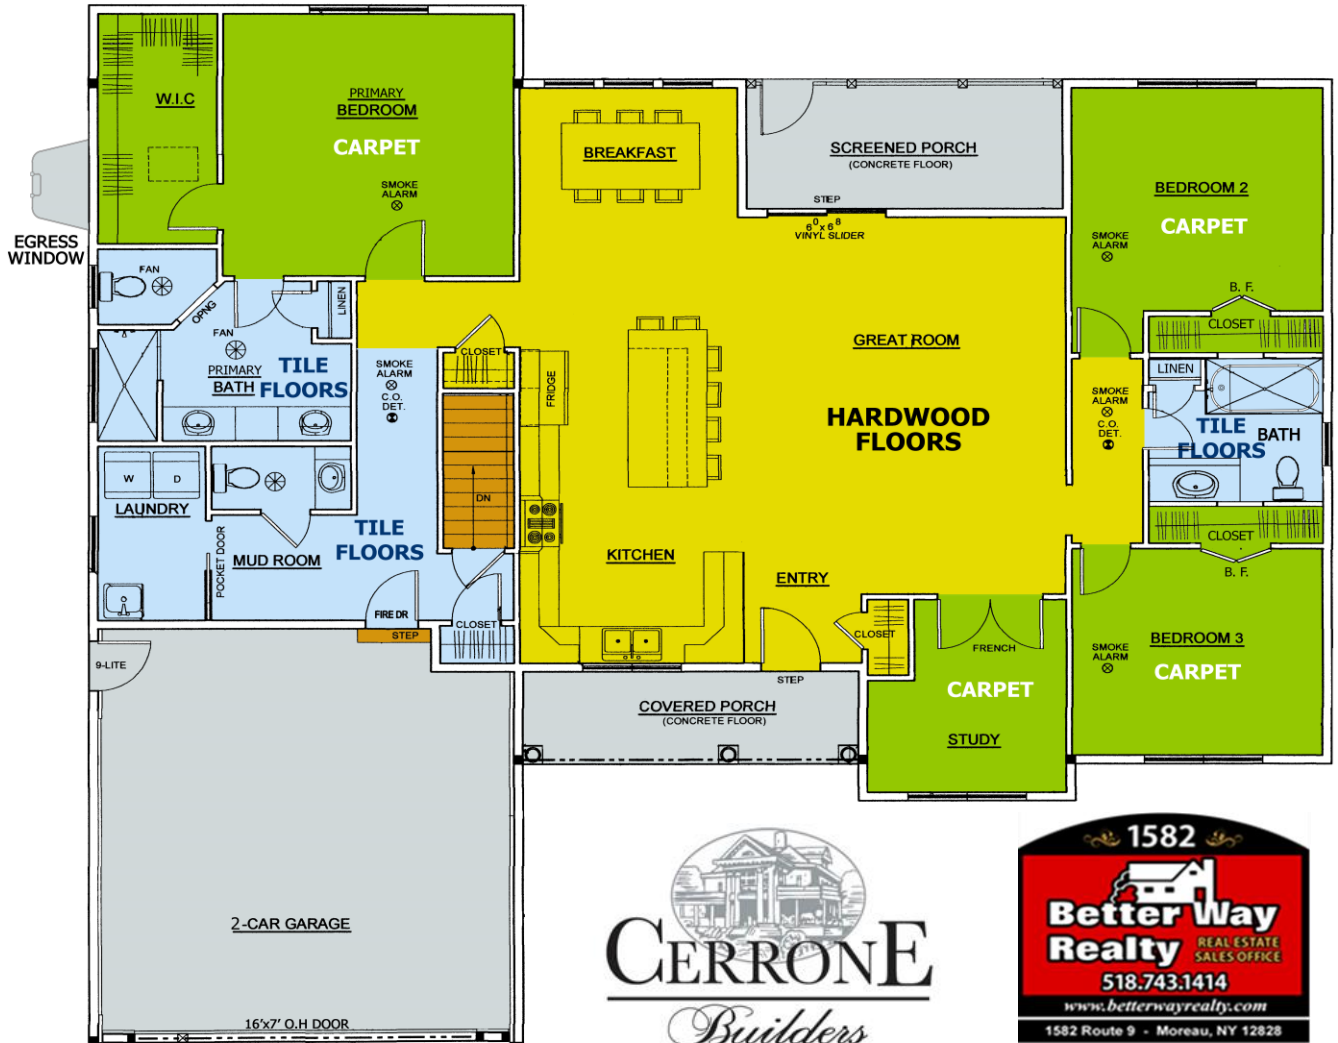 W.I.C
PRIMARY
BEDROOM
CARPET
SMOKE
ALARM
EGRESS
WINDOW
BREAKFAST
SCREENED PORCH
(CONCRETE FLOOR)
STEP
6⁰x6⁸
VINYL SLIDER
BEDROOM 2
CARPET
SMOKE
ALARM
B. F.
CLOSET
FAN
OPNG
LINEN
FAN
PRIMARY
BATH
TILE
FLOORS
SMOKE
ALARM
C.O.
DET.
CLOSET
FRIDGE
GREAT ROOM
HARDWOOD
FLOORS
LINEN
SMOKE
ALARM
C.O.
DET.
TILE
FLOORS
BATH
W
D
LAUNDRY
POCKET DOOR
MUD ROOM
TILE
FLOORS
DN
KITCHEN
ENTRY
CLOSET
B. F.
FIRE DR
STEP
CLOSET
CLOSET
FRENCH
BEDROOM 3
CARPET
SMOKE
ALARM
9-LITE
STEP
COVERED PORCH
(CONCRETE FLOOR)
CARPET
STUDY
2-CAR GARAGE
16'x7' O.H DOOR
CERRONE
Builders
1582
Better Way
Realty
REAL ESTATE
SALES OFFICE
518.743.1414
www.betterwayrealty.com
1582 Route 9 - Moreau, NY 12828